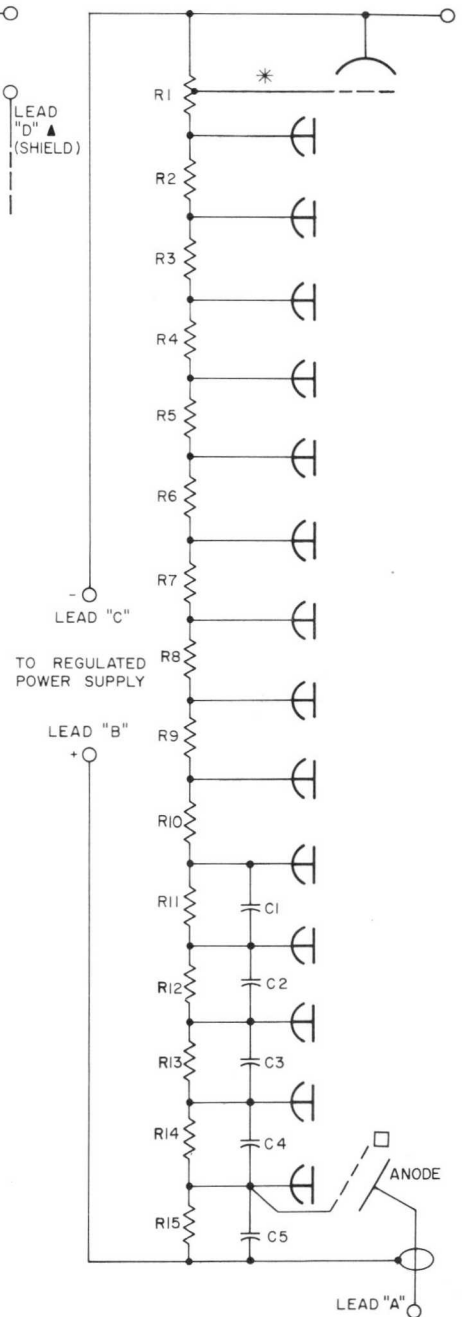 LEAD
"D" ▲
(SHIELD)
*
R1
R2
R3
R4
R5
R6
R7
-
LEAD "C"
TO REGULATED
POWER SUPPLY
R8
LEAD "B"
+
R9
R10
R11
C1
R12
C2
R13
C3
R14
C4
ANODE
R15
C5
LEAD "A"